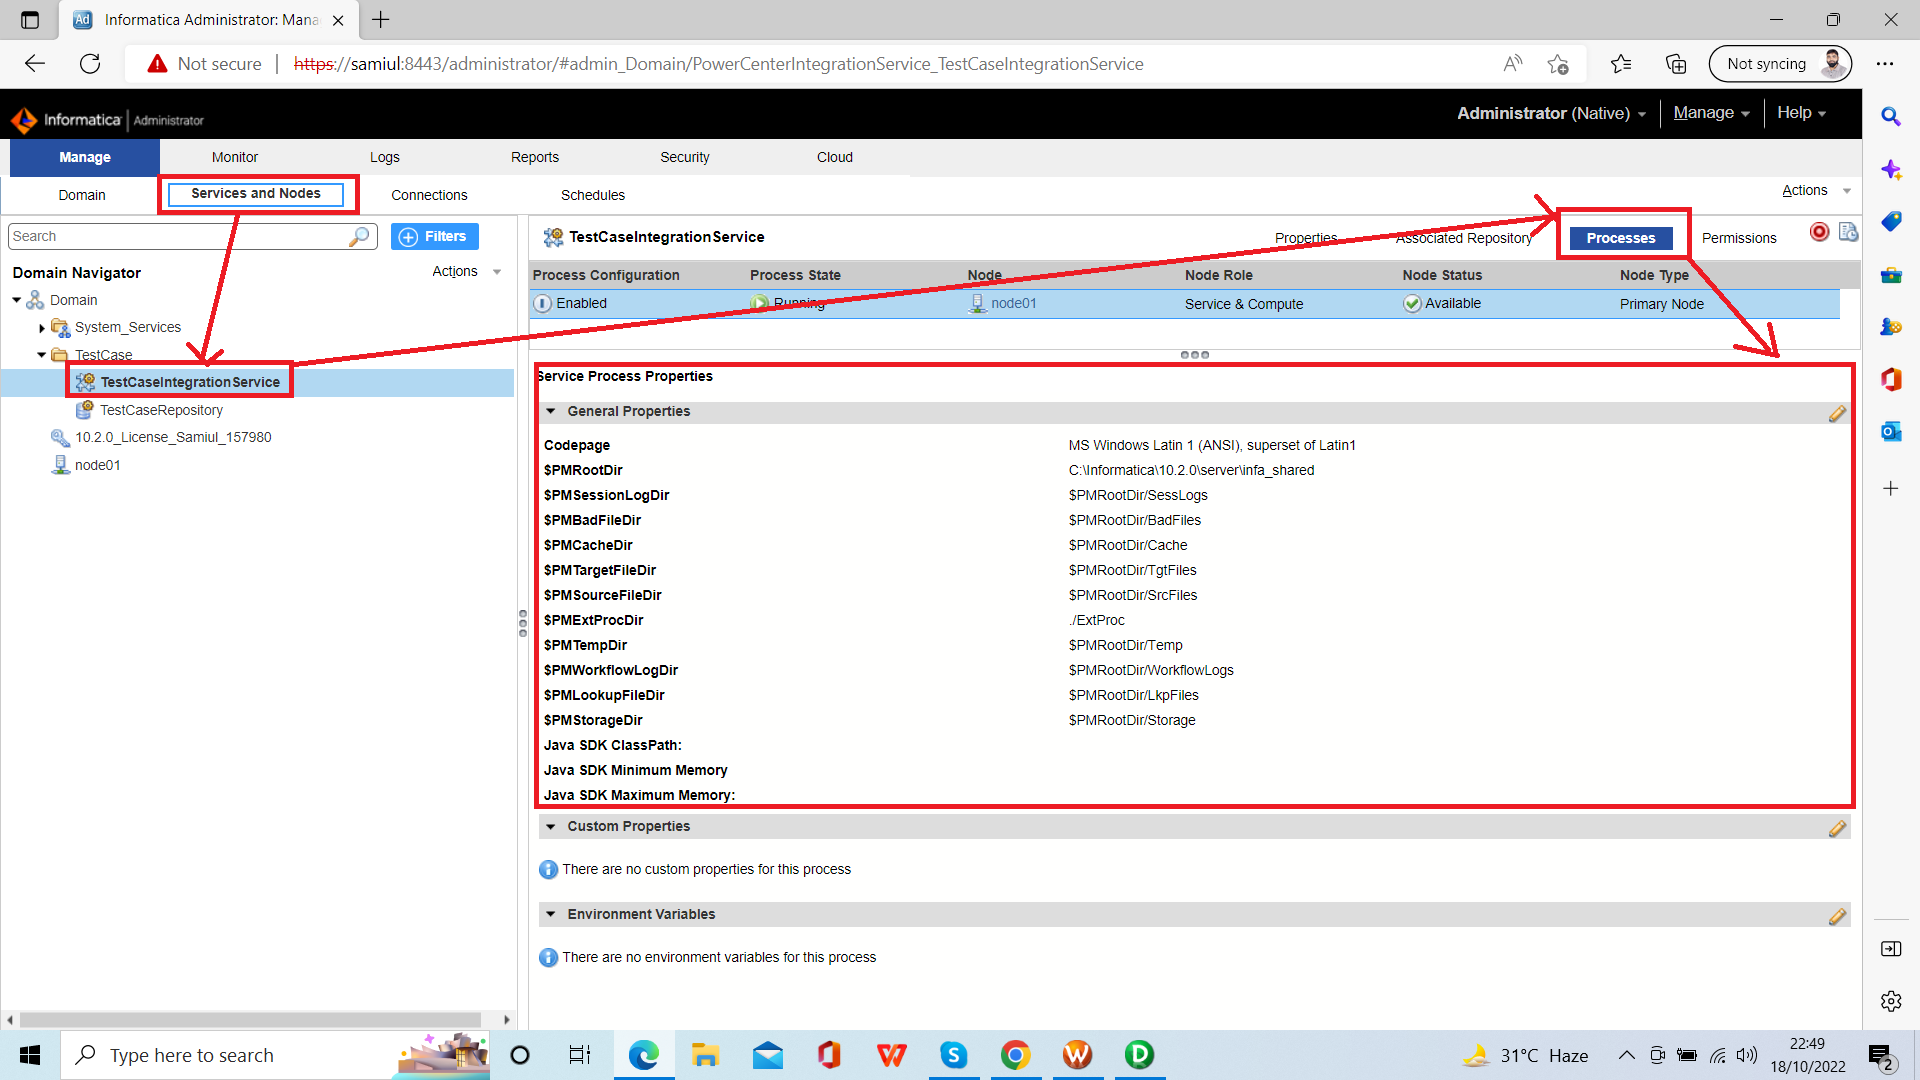 Informatica Administrator: Mana
Not secure | https://samiul:8443/administrator/#admin_Domain/PowerCenterIntegrationService_TestCaseIntegrationService
Not syncing
Informatica | Administrator
Administrator (Native) Manage Help
Manage Monitor Logs Reports Security Cloud
Domain Services and Nodes Connections Schedules
Actions
Search
Filters
Domain Navigator
Actions
Domain
System_Services
TestCase
TestCaseIntegrationService
TestCaseRepository
10.2.0_License_Samiul_157980
node01
TestCaseIntegrationService
Properties Associated Repository Processes Permissions
Process Configuration Process State Node Node Role Node Status Node Type
Enabled Running node01 Service & Compute Available Primary Node
Service Process Properties
General Properties
Codepage MS Windows Latin 1 (ANSI), superset of Latin1
$PMRootDir C:\Informatica\10.2.0\server\infa_shared
$PMSessionLogDir $PMRootDir/SessLogs
$PMBadFileDir $PMRootDir/BadFiles
$PMCacheDir $PMRootDir/Cache
$PMTargetFileDir $PMRootDir/TgtFiles
$PMSourceFileDir $PMRootDir/SrcFiles
$PMExtProcDir ./ExtProc
$PMTempDir $PMRootDir/Temp
$PMWorkflowLogDir $PMRootDir/WorkflowLogs
$PMLookupFileDir $PMRootDir/LkpFiles
$PMStorageDir $PMRootDir/Storage
Java SDK ClassPath:
Java SDK Minimum Memory
Java SDK Maximum Memory:
Custom Properties
There are no custom properties for this process
Environment Variables
There are no environment variables for this process
Type here to search
31°C Haze
22:49
18/10/2022
2